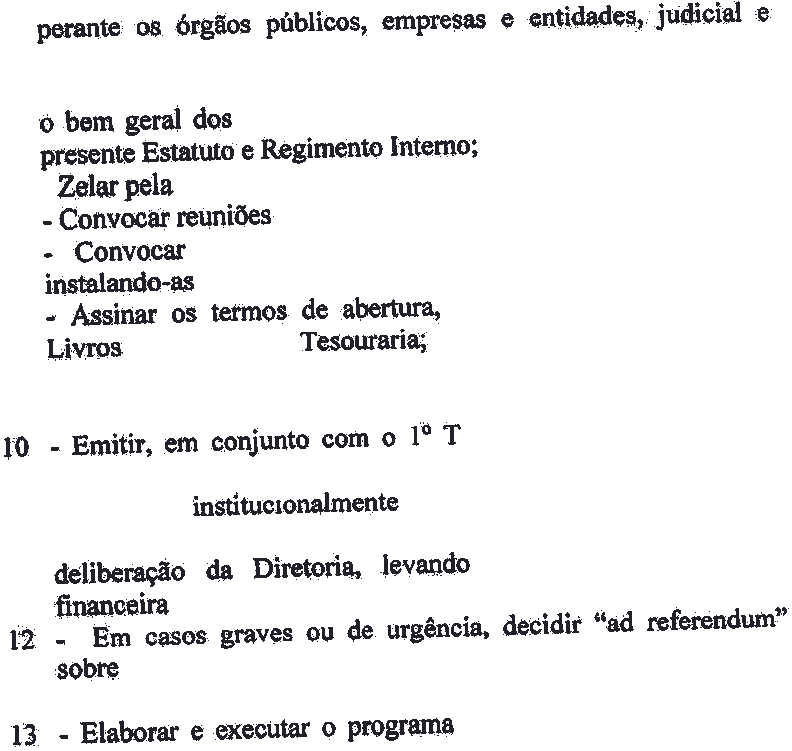 perante os órgãos públicos, empresas e entidades, judicial e
o bem geral dos
presente Estatuto e Regimento Interno;
Zelar pela
- Convocar reuniões
- Convocar
instalando-as
- Assinar os termos de abertura,
Livros Tesouraria;
10 - Emitir, em conjunto com o 1º T
institucionalmente
deliberação da Diretoria, levando
financeira
12 - Em casos graves ou de urgência, decidir “ad referendum”
sobre
13 - Elaborar e executar o programa